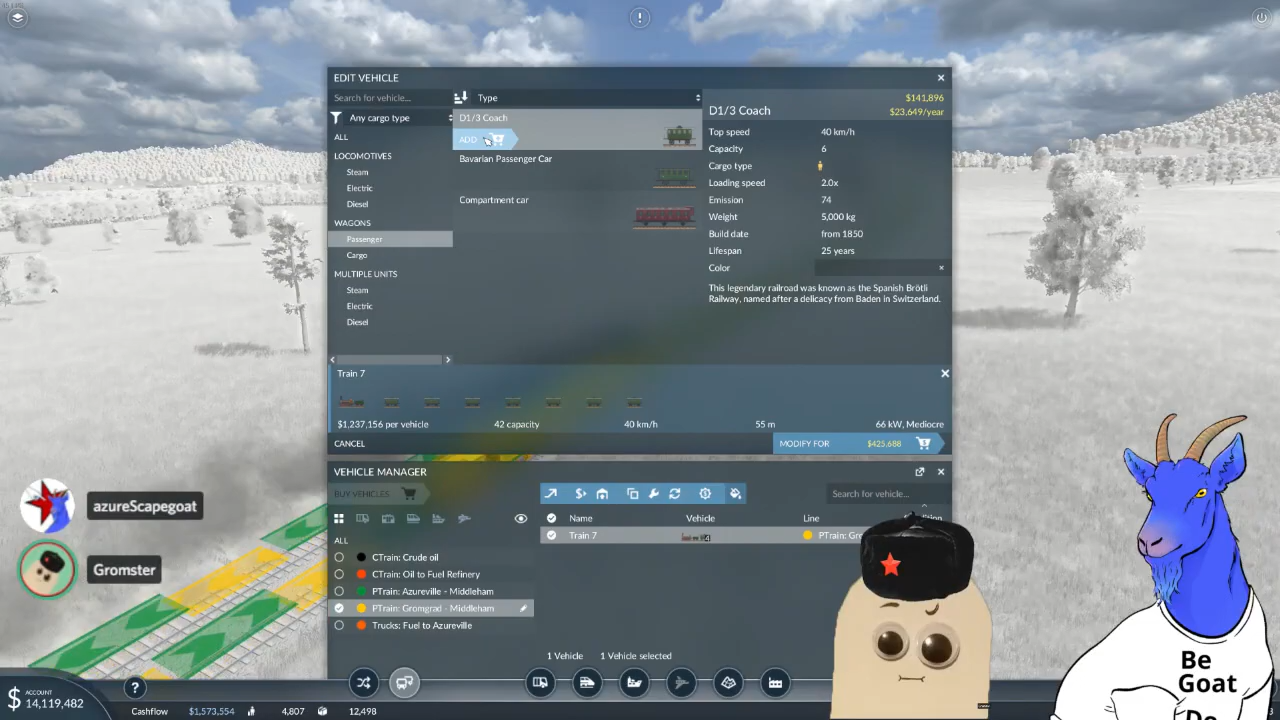 EDIT VEHICLE
Search for vehicle...
Type
Any cargo type
ALL
LOCOMOTIVES
Steam
Electric
Diesel
WAGONS
Passenger
Cargo
MULTIPLE UNITS
Steam
Electric
Diesel
D1/3 Coach
ADD
Bavarian Passenger Car
Compartment car
$141,896
D1/3 Coach
$23,649/year
Top speed 40 km/h
Capacity 6
Cargo type
Loading speed 2.0x
Emission 74
Weight 5,000 kg
Build date from 1850
Lifespan 25 years
Color
This legendary railroad was known as the Spanish Brötli
Railway, named after a delicacy from Baden in Switzerland.
Train 7
$1,237,156 per vehicle 42 capacity 40 km/h 55 m 66 kW, Mediocre
CANCEL
MODIFY FOR $425,688
VEHICLE MANAGER
BUY VEHICLES
Search for vehicle...
Name Vehicle Line
Train 7 PTrain: Gro
ALL
CTrain: Crude oil
CTrain: Oil to Fuel Refinery
PTrain: Azureville - Middleham
PTrain: Gromgrad - Middleham
Trucks: Fuel to Azureville
1 Vehicle 1 Vehicle selected
azureScapegoat
Gromster
Be
Goat
Do
ACCOUNT
$ 14,119,482
?
Cashflow $1,573,554 4,807 12,498